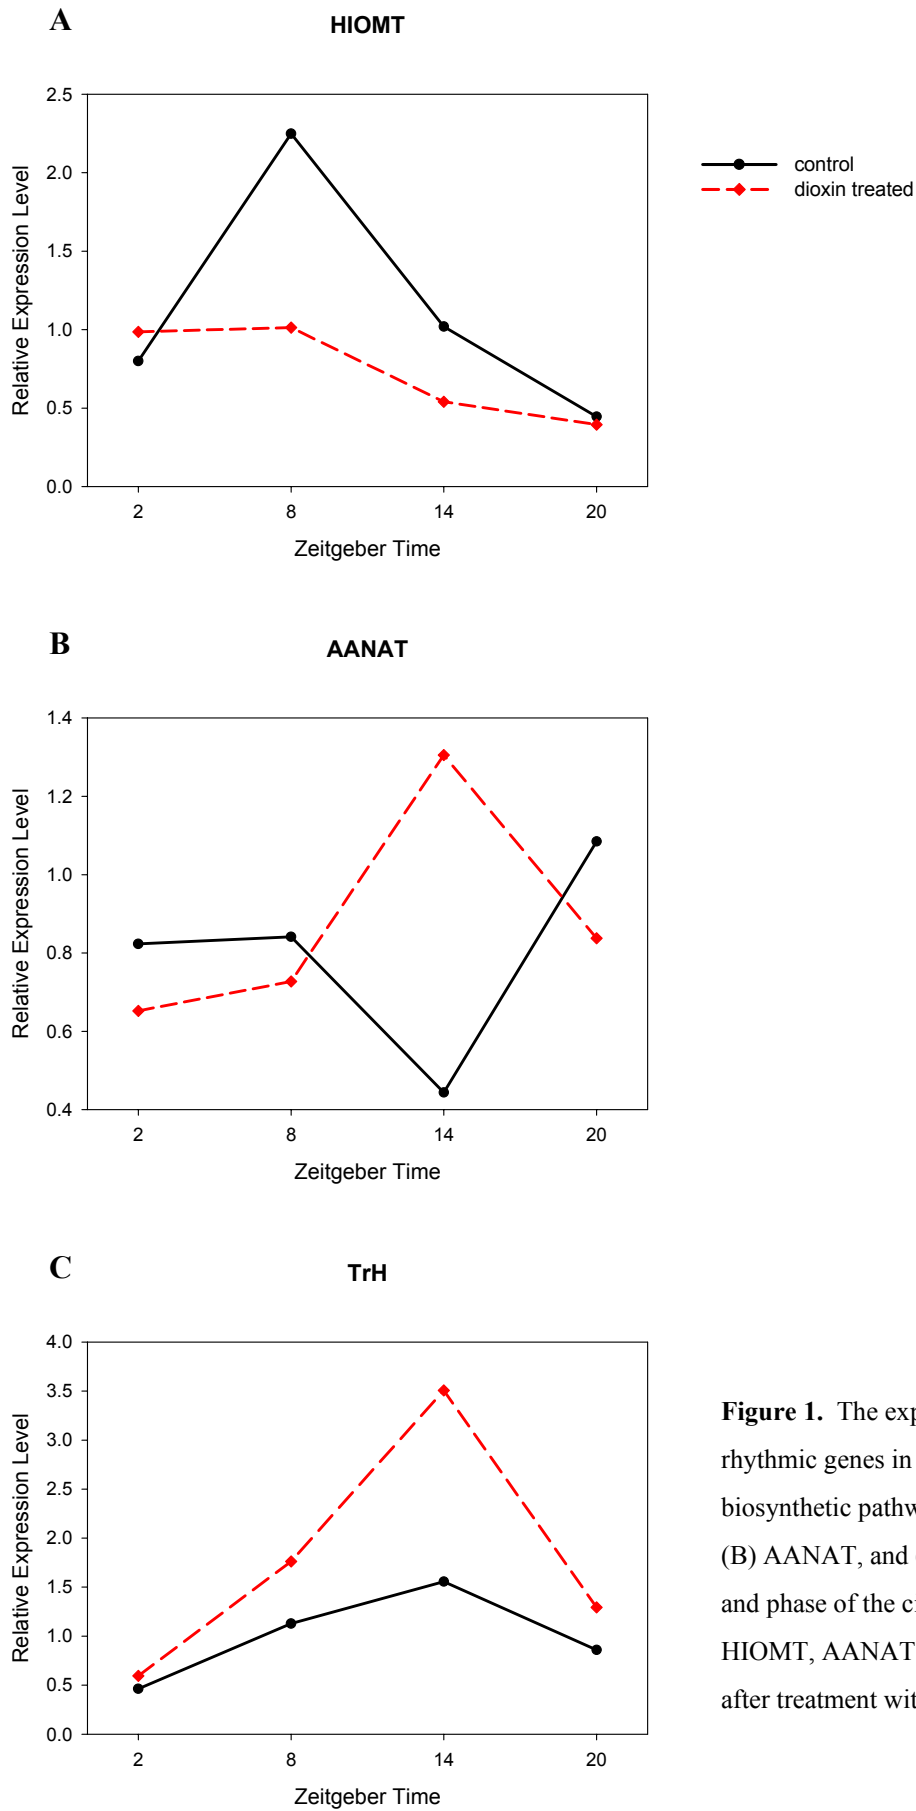 A
HIOMT
2.5
2.0
1.5
1.0
0.5
0.0
Relative Expression Level
2 8 14 20
Zeitgeber Time
control
dioxin treated
B
AANAT
1.4
1.2
1.0
0.8
0.6
0.4
Relative Expression Level
2 8 14 20
Zeitgeber Time
C
TrH
4.0
3.5
3.0
2.5
2.0
1.5
1.0
0.5
0.0
Relative Expression Level
2 8 14 20
Zeitgeber Time
Figure 1. The
rhythmic genes in
biosynthetic
(B) AANAT, and
and phase of the
HIOMT, AANAT
after treatment